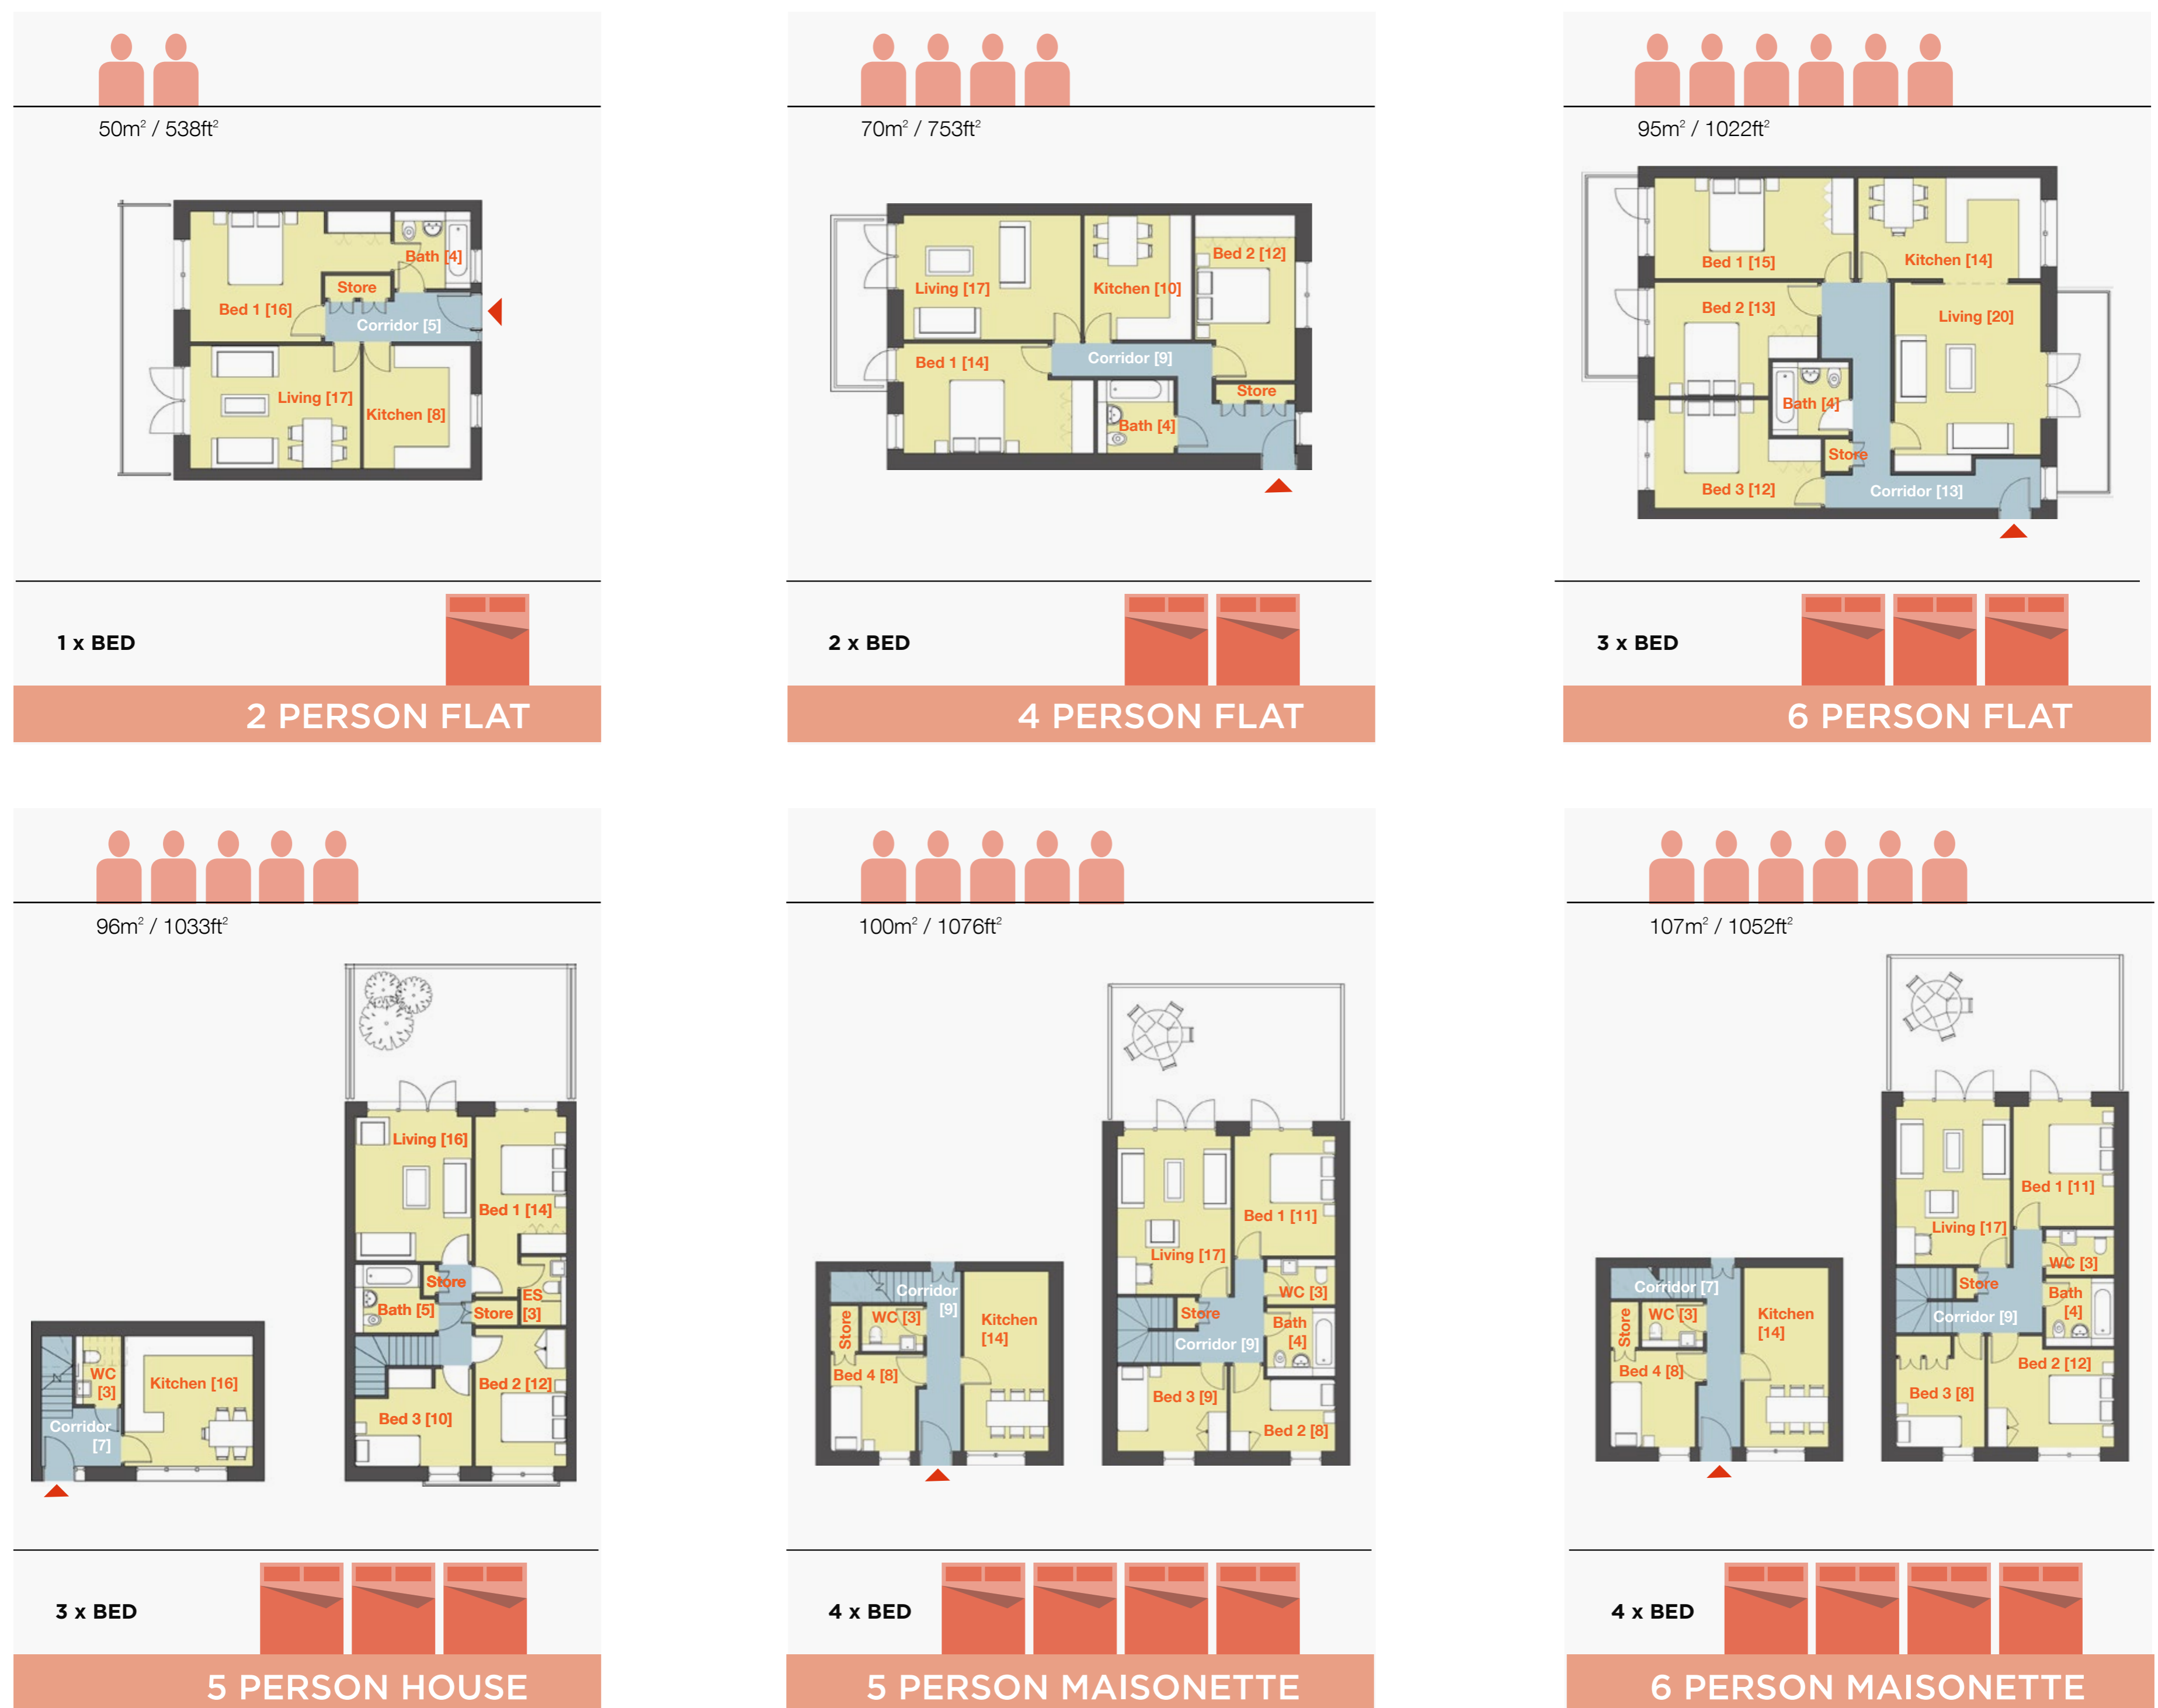 50m² / 538ft²
Bath [4]
Store
Bed 1 [16]
Corridor [5]
Living [17]
Kitchen [8]
1 x BED
2 PERSON FLAT
70m² / 753ft²
Bed 2 [12]
Living [17]
Kitchen [10]
Corridor [9]
Bed 1 [14]
Store
Bath [4]
2 x BED
4 PERSON FLAT
95m² / 1022ft²
Bed 1 [15]
Kitchen [14]
Bed 2 [13]
Living [20]
Bath [4]
Store
Bed 3 [12]
Corridor [13]
3 x BED
6 PERSON FLAT
96m² / 1033ft²
Living [16]
Bed 1 [14]
Store
Bath [5]
Store
ES
[3]
WC
[3]
Kitchen [16]
Bed 2 [12]
Bed 3 [10]
Corridor
[7]
3 x BED
5 PERSON HOUSE
100m² / 1076ft²
Bed 1 [11]
Living [17]
Corridor
[9]
WC [3]
Store
WC [3]
Kitchen
[14]
Store
Bath
[4]
Corridor [9]
Bed 4 [8]
Bed 3 [9]
Bed 2 [8]
4 x BED
5 PERSON MAISONETTE
107m² / 1052ft²
Bed 1 [11]
Living [17]
WC [3]
Corridor [7]
Store
Bath
[4]
WC [3]
Store
Kitchen
[14]
Corridor [9]
Bed 4 [8]
Bed 2 [12]
Bed 3 [8]
4 x BED
6 PERSON MAISONETTE